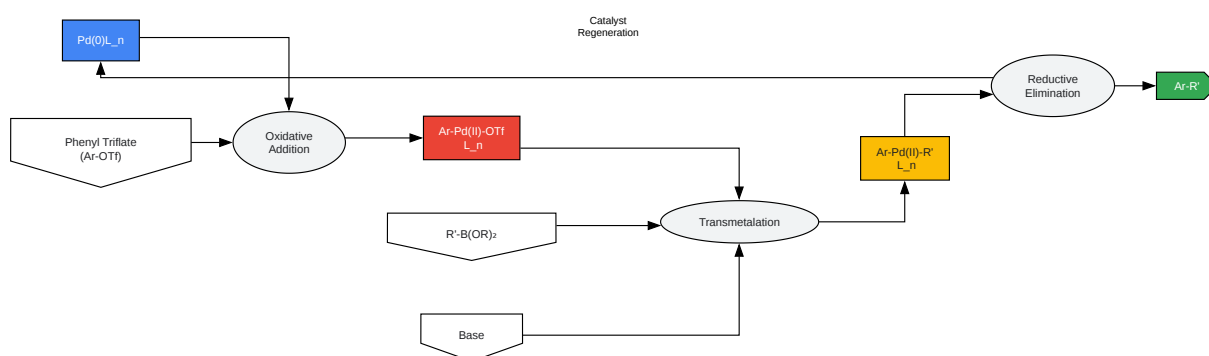 Catalyst
Regeneration
Pd(0)L_n
Reductive
Elimination
Ar-R'
Phenyl Triflate
(Ar-OTf)
Oxidative
Addition
Ar-Pd(II)-OTf
L_n
Ar-Pd(II)-R'
L_n
R'-B(OR)₂
Transmetalation
Base